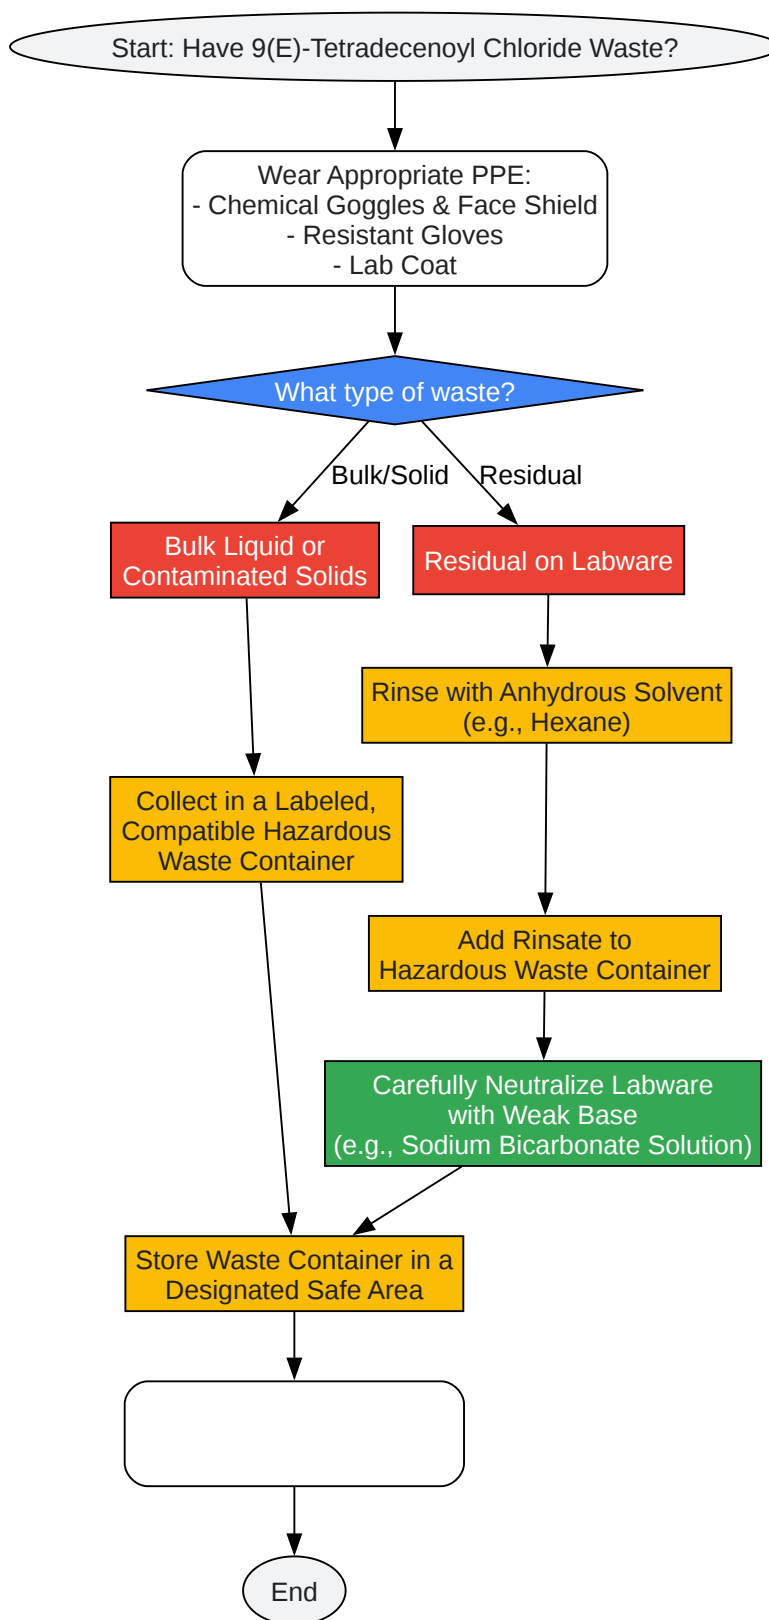 Start: Have 9(E)-Tetradecenoyl Chloride Waste?
Wear Appropriate PPE:
- Chemical Goggles & Face Shield
- Resistant Gloves
- Lab Coat
What type of waste?
Bulk/Solid
Residual
Bulk Liquid or
Contaminated Solids
Residual on Labware
Rinse with Anhydrous Solvent
(e.g., Hexane)
Collect in a Labeled,
Compatible Hazardous
Waste Container
Add Rinsate to
Hazardous Waste Container
Carefully Neutralize Labware
with Weak Base
(e.g., Sodium Bicarbonate Solution)
Store Waste Container in a
Designated Safe Area
End